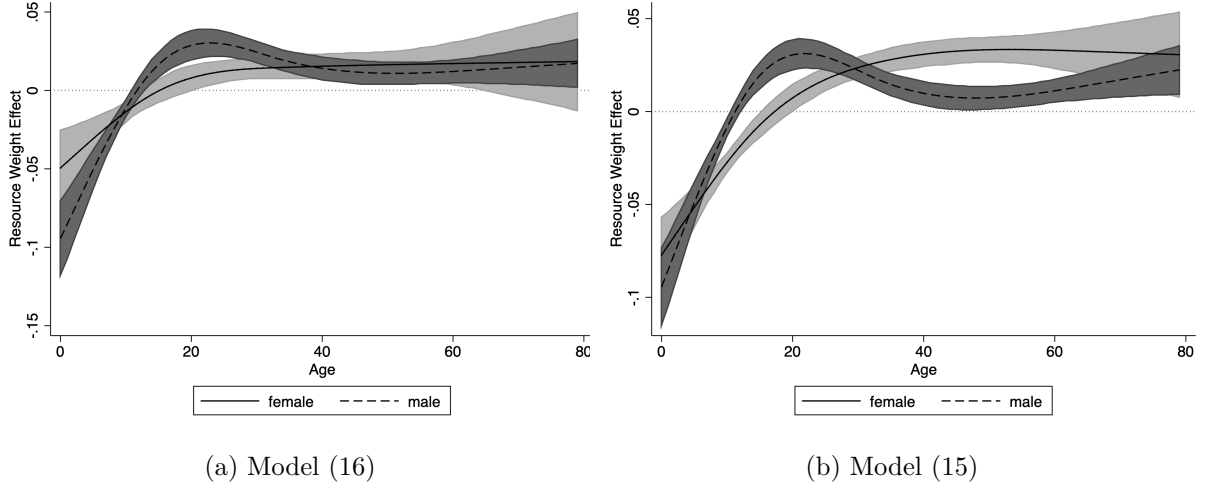 .05
0
-.05
-.1
-.15
Resource Weight Effect
0
20
40
60
80
Age
female
male
(a) Model (16)
.05
0
-.05
-.1
Resource Weight Effect
0
20
40
60
80
Age
female
male
(b) Model (15)